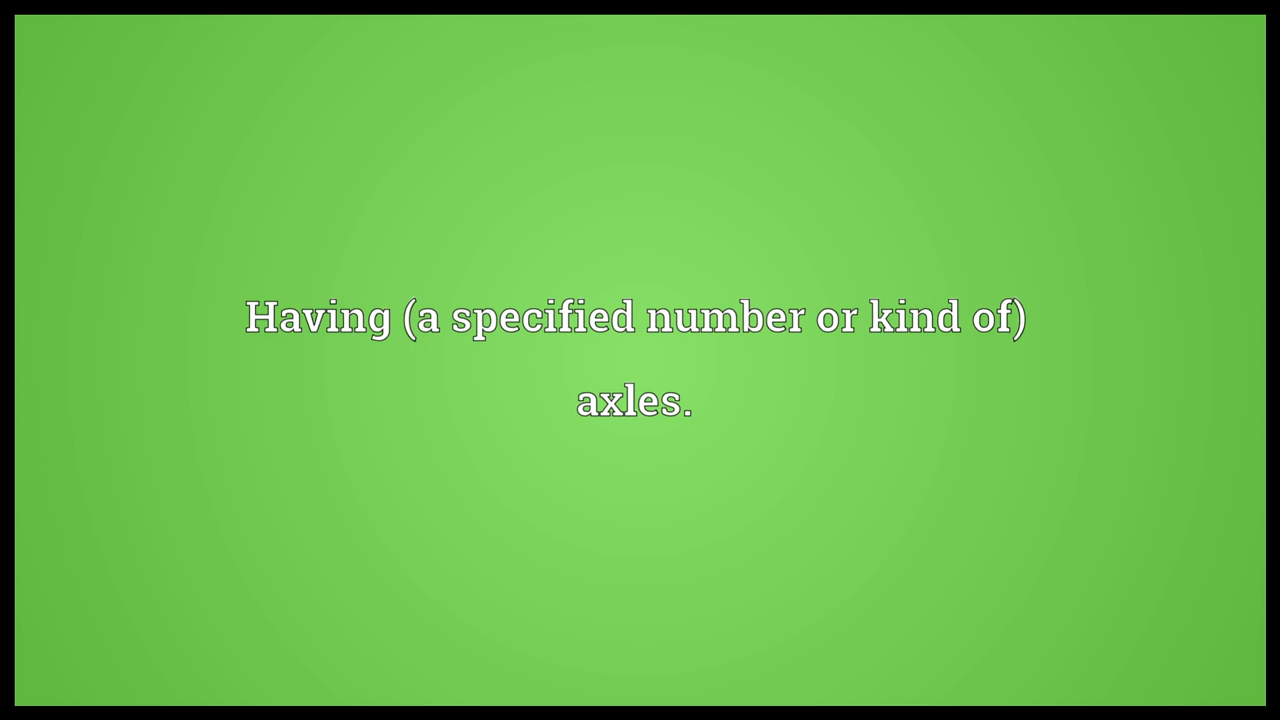 Having (a specified number or kind of)
axles.